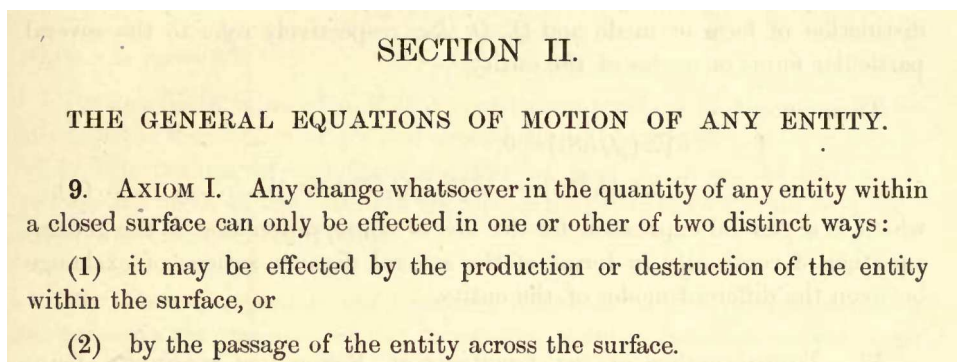 SECTION II.
THE GENERAL EQUATIONS OF MOTION OF ANY ENTITY.
9. AXIOM I. Any change whatsoever in the quantity of any entity within
a closed surface can only be effected in one or other of two distinct ways:
(1) it may be effected by the production or destruction of the entity
within the surface, or
(2) by the passage of the entity across the surface.